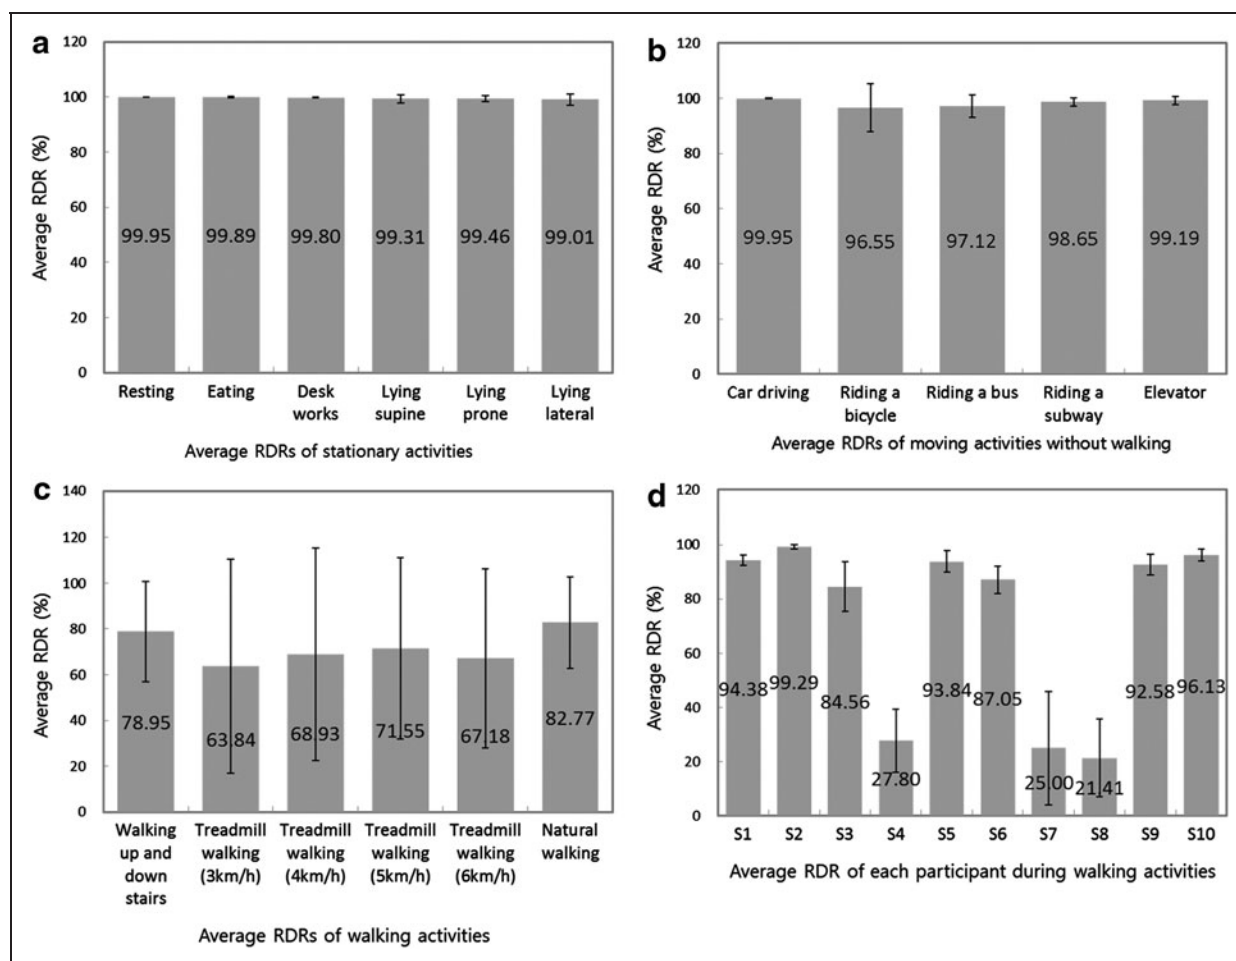 a
120
100
80
60
40
20
0
Average RDR (%)
99.95 99.89 99.80 99.31 99.46 99.01
Resting Eating Desk works Lying supine Lying prone Lying lateral
Average RDRs of stationary activities
b
120
100
80
60
40
20
0
Average RDR (%)
99.95 96.55 97.12 98.65 99.19
Car driving Riding a bicycle Riding a bus Riding a subway Elevator
Average RDRs of moving activities without walking
c
140
120
100
80
60
40
20
0
Average RDR (%)
78.95 63.84 68.93 71.55 67.18 82.77
Walking up and down stairs Treadmill walking (3km/h) Treadmill walking (4km/h) Treadmill walking (5km/h) Treadmill walking (6km/h) Natural walking
Average RDRs of walking activities
d
120
100
80
60
40
20
0
Average RDR (%)
94.38 99.29 84.56 27.80 93.84 87.05 25.00 21.41 92.58 96.13
S1 S2 S3 S4 S5 S6 S7 S8 S9 S10
Average RDR of each participant during walking activities